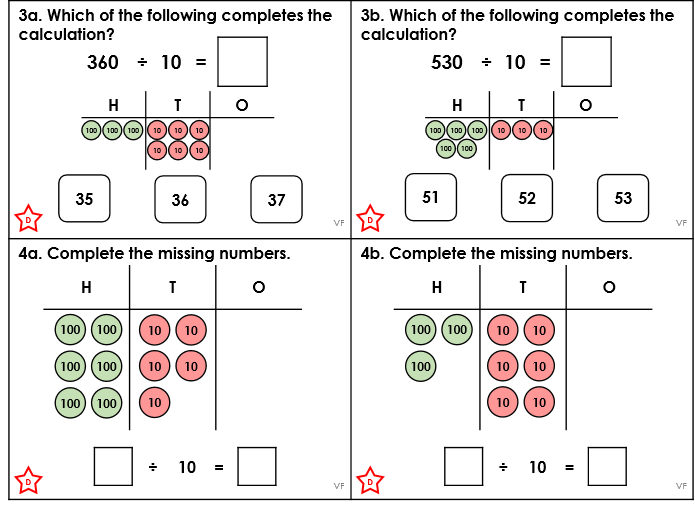 3a. Which of the following completes the
calculation?
360 ÷ 10 =
H T O
100 100 100 10 10 10
10 10 10
35 36 37
D
VF
3b. Which of the following completes the
calculation?
530 ÷ 10 =
H T O
100 100 100 10 10 10
100 100
51 52 53
D
VF
4a. Complete the missing numbers.
H T O
100 100 10 10
100 100 10 10
100 100 10
÷ 10 =
D
VF
4b. Complete the missing numbers.
H T O
100 100 10 10
100 10 10
10 10
÷ 10 =
D
VF